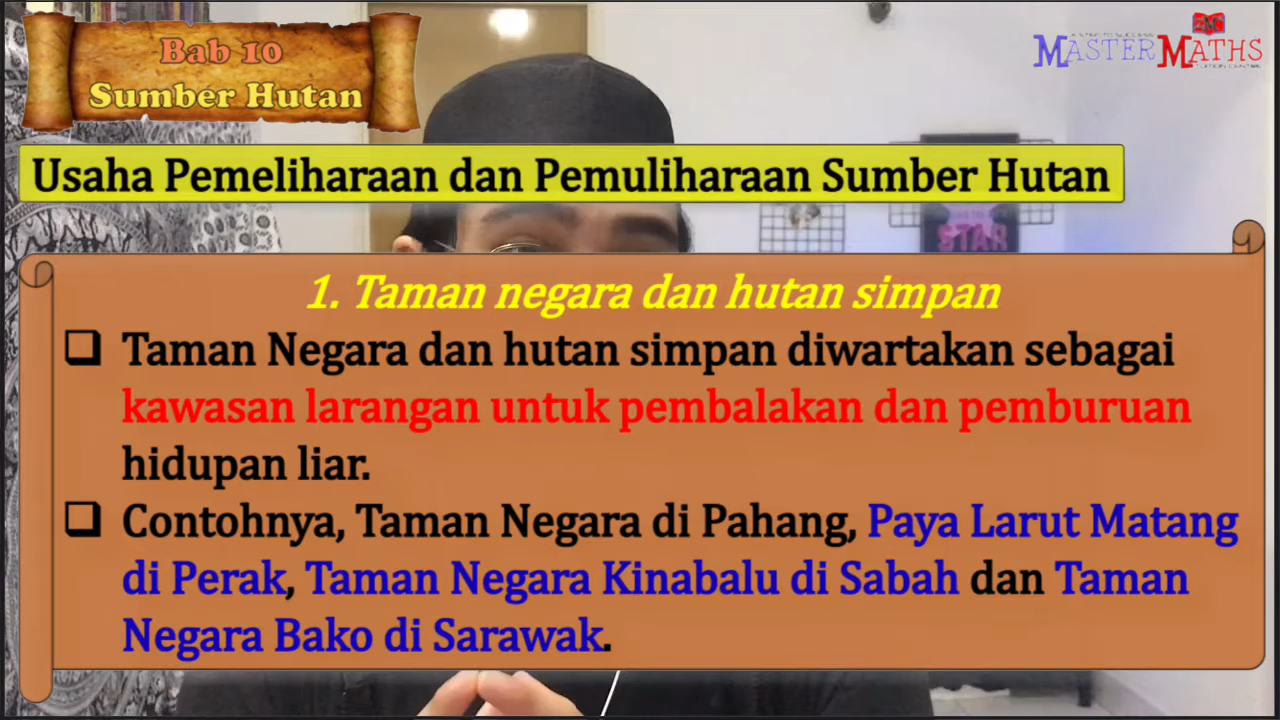 Bab 10
Sumber Hutan
MASTER MATHS
Usaha Pemeliharaan dan Pemuliharaan Sumber Hutan
STAR
1. Taman negara dan hutan simpan
❑ Taman Negara dan hutan simpan diwartakan sebagai
kawasan larangan untuk pembalakan dan pemburuan
hidupan liar.
❑ Contohnya, Taman Negara di Pahang, Paya Larut Matang
di Perak, Taman Negara Kinabalu di Sabah dan Taman
Negara Bako di Sarawak.